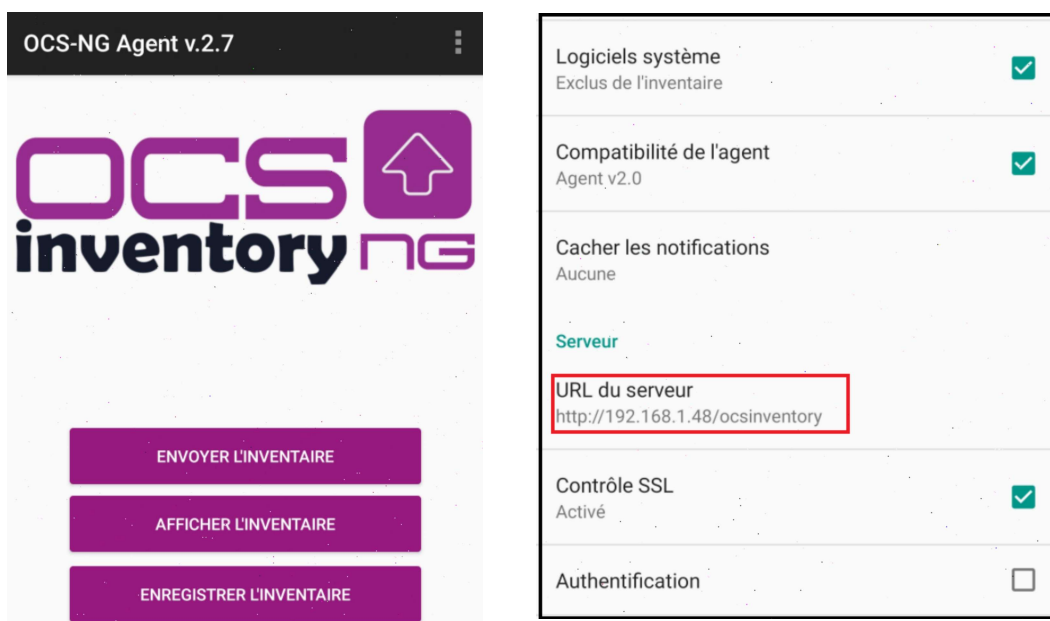 OCS-NG Agent v.2.7
OCS
inventory NG
ENVOYER L'INVENTAIRE
AFFICHER L'INVENTAIRE
ENREGISTRER L'INVENTAIRE
Logiciels système
Exclus de l'inventaire
Compatibilité de l'agent
Agent v2.0
Cacher les notifications
Aucune
Serveur
URL du serveur
http://192.168.1.48/ocsinventory
Contrôle SSL
Activé
Authentification